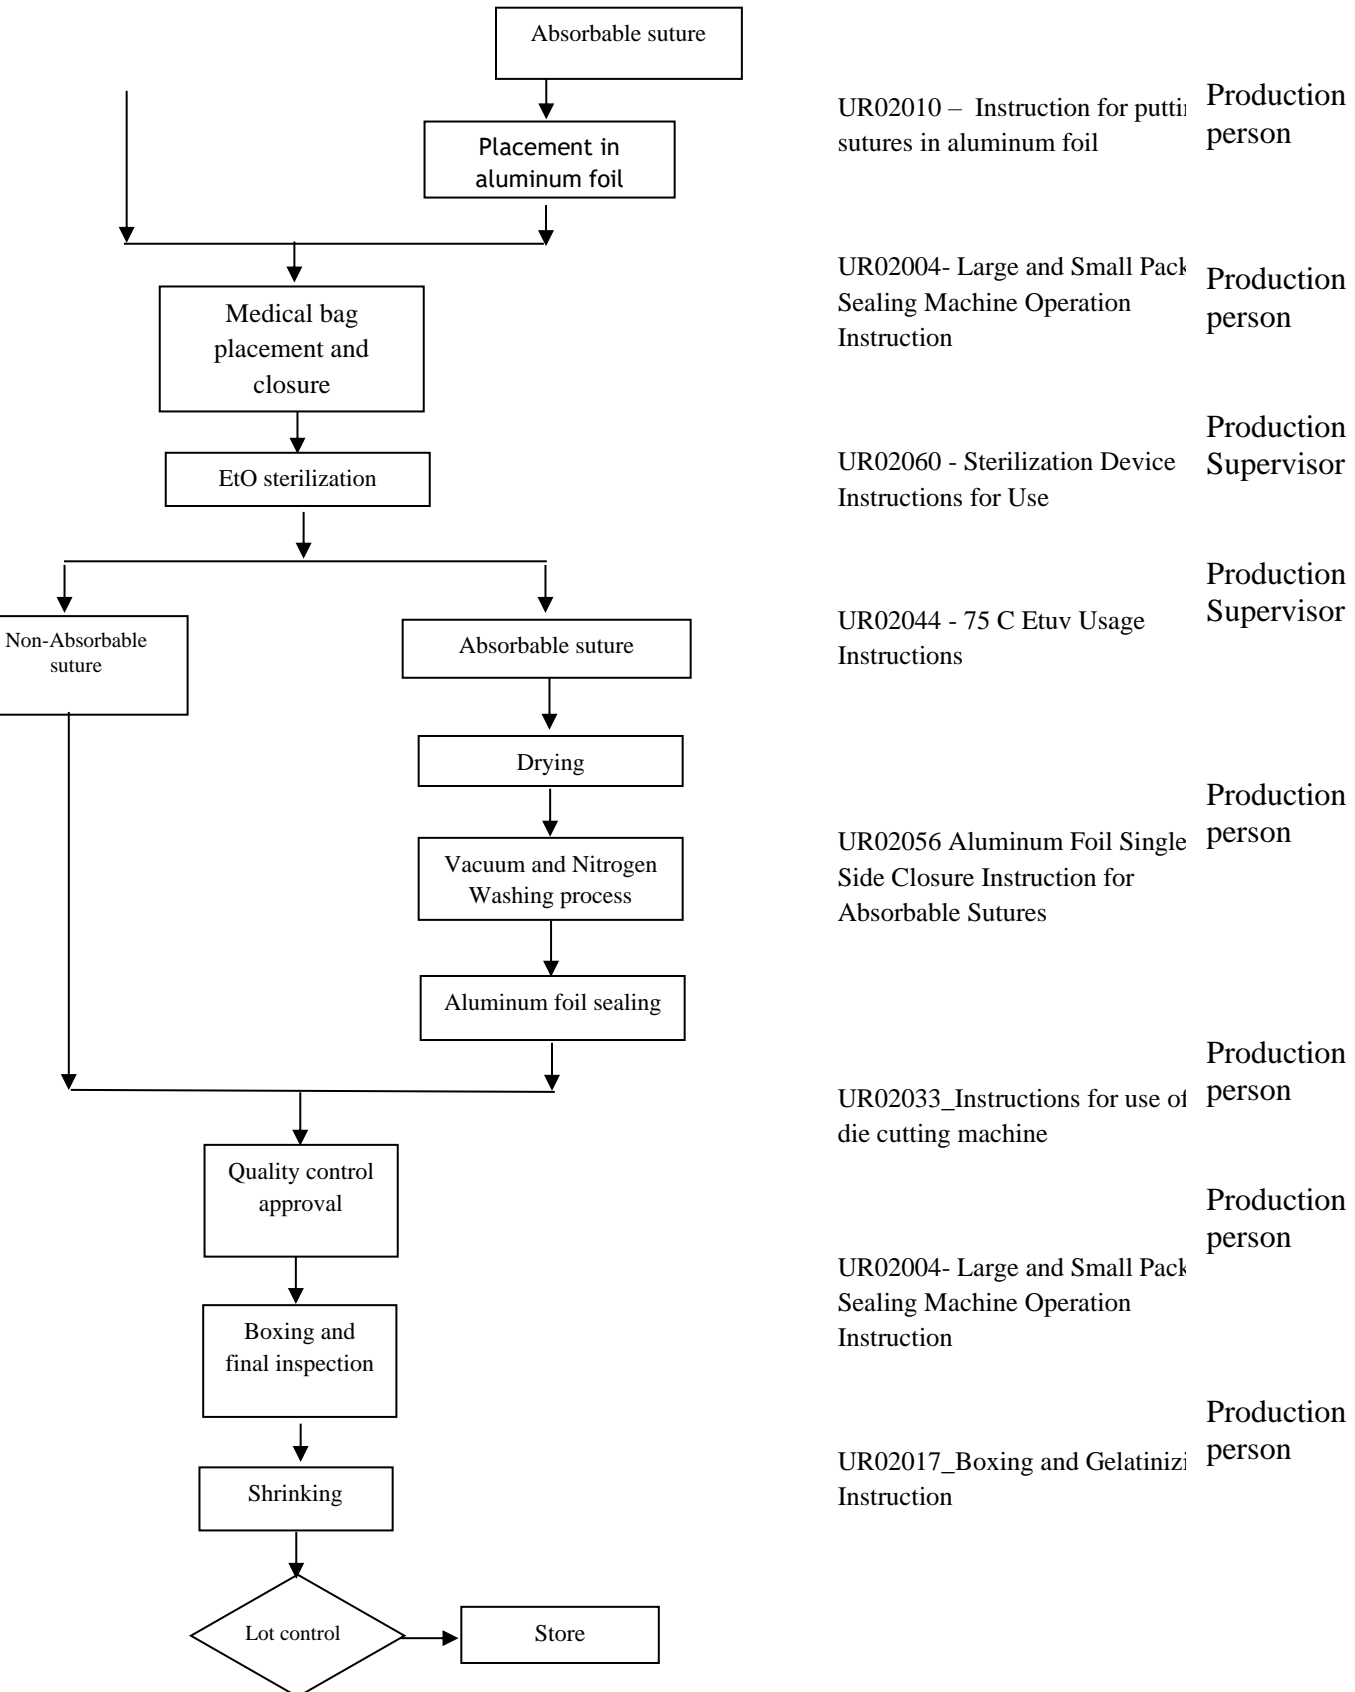 Absorbable suture
Placement in
aluminum foil
Medical bag
placement and
closure
EtO sterilization
Non-Absorbable
suture
Absorbable suture
Drying
Vacuum and Nitrogen
Washing process
Aluminum foil sealing
Quality control
approval
Boxing and
final inspection
Shrinking
Lot control
Store
UR02010 – Instruction for
sutures in aluminum foil
UR02004- Large and Small Pack
Sealing Machine Operation
Instruction
UR02060 - Sterilization Device
Instructions for Use
UR02044 - 75 C Etuv Usage
Instructions
UR02056 Aluminum Foil Single
Side Closure Instruction for
Absorbable Sutures
UR02033_Instructions for use of
die cutting machine
UR02004- Large and Small Pack
Sealing Machine Operation
Instruction
UR02017_Boxing and
Instruction
Production
person
Production
person
Production
Supervisor
Production
Supervisor
Production
person
Production
person
Production
person
Production
person